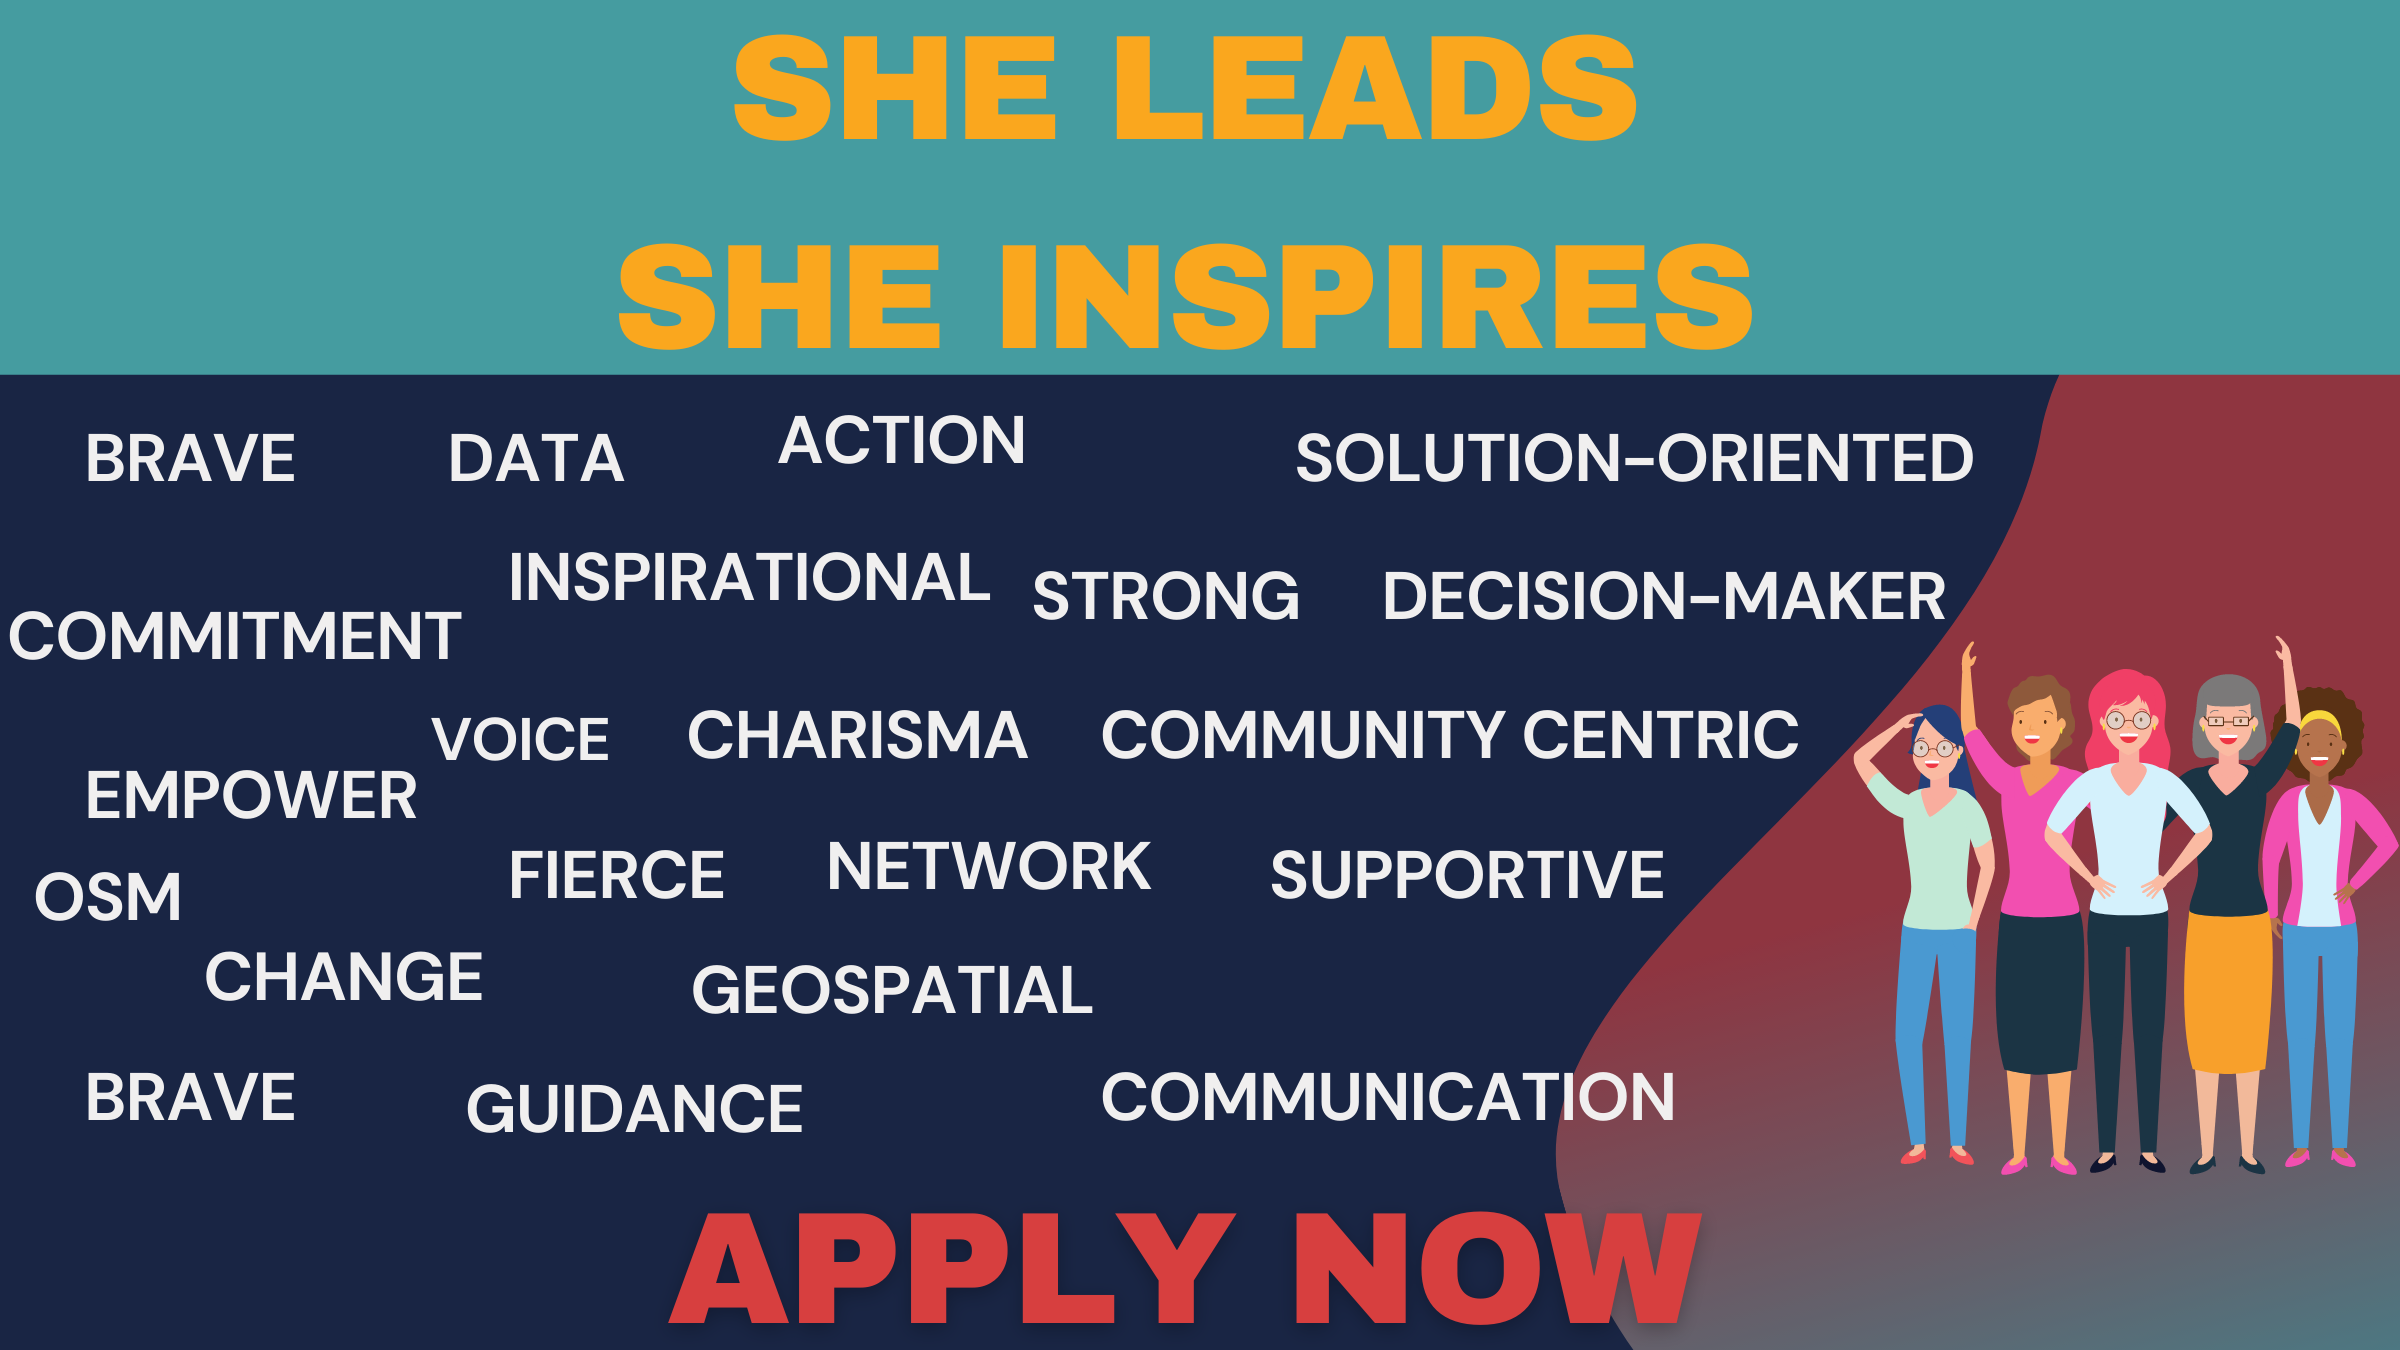 SHE LEADS
SHE INSPIRES
BRAVE DATA ACTION SOLUTION-ORIENTED
INSPIRATIONAL STRONG DECISION-MAKER
COMMITMENT
VOICE CHARISMA COMMUNITY CENTRIC
EMPOWER
FIERCE NETWORK SUPPORTIVE
OSM
CHANGE GEOSPATIAL
BRAVE GUIDANCE COMMUNICATION
APPLY NOW